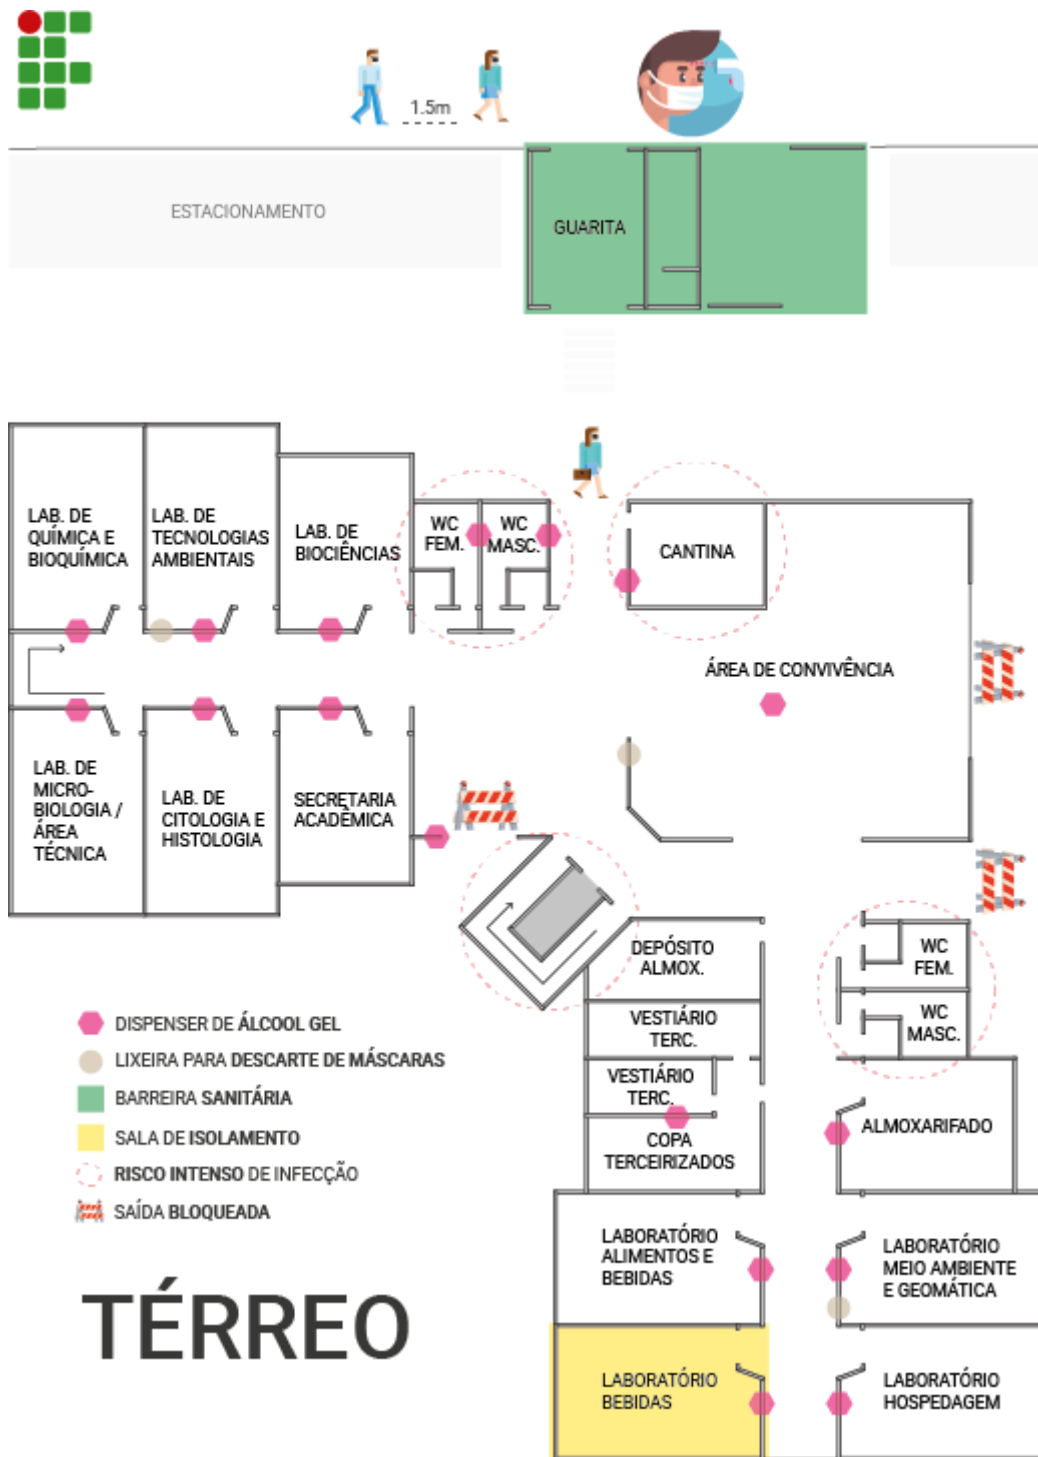 1.5m
ESTACIONAMENTO
GUARITA
LAB. DE
QUÍMICA E
BIOQUÍMICA
LAB. DE
TECNOLOGIAS
AMBIENTAIS
LAB. DE
BIOCIÊNCIAS
WC
FEM.
WC
MASC.
CANTINA
ÁREA DE CONVIVÊNCIA
LAB. DE
MICRO-
BIOLOGIA /
ÁREA
TÉCNICA
LAB. DE
CITOLOGIA E
HISTOLOGIA
SECRETARIA
ACADÊMICA
DEPÓSITO
ALMOX.
WC
FEM.
WC
MASC.
VESTIÁRIO
TERC.
VESTIÁRIO
TERC.
COPA
TERCEIRIZADOS
ALMOXARIFADO
DISPENSER DE ÁLCOOL GEL
LIXEIRA PARA DESCARTE DE MÁSCARAS
BARREIRA SANITÁRIA
SALA DE ISOLAMENTO
RISCO INTENSO DE INFECÇÃO
SAÍDA BLOQUEADA
LABORATÓRIO
ALIMENTOS E
BEBIDAS
LABORATÓRIO
MEIO AMBIENTE
E GEOMÁTICA
TÉRREO
LABORATÓRIO
BEBIDAS
LABORATÓRIO
HOSPEDAGEM